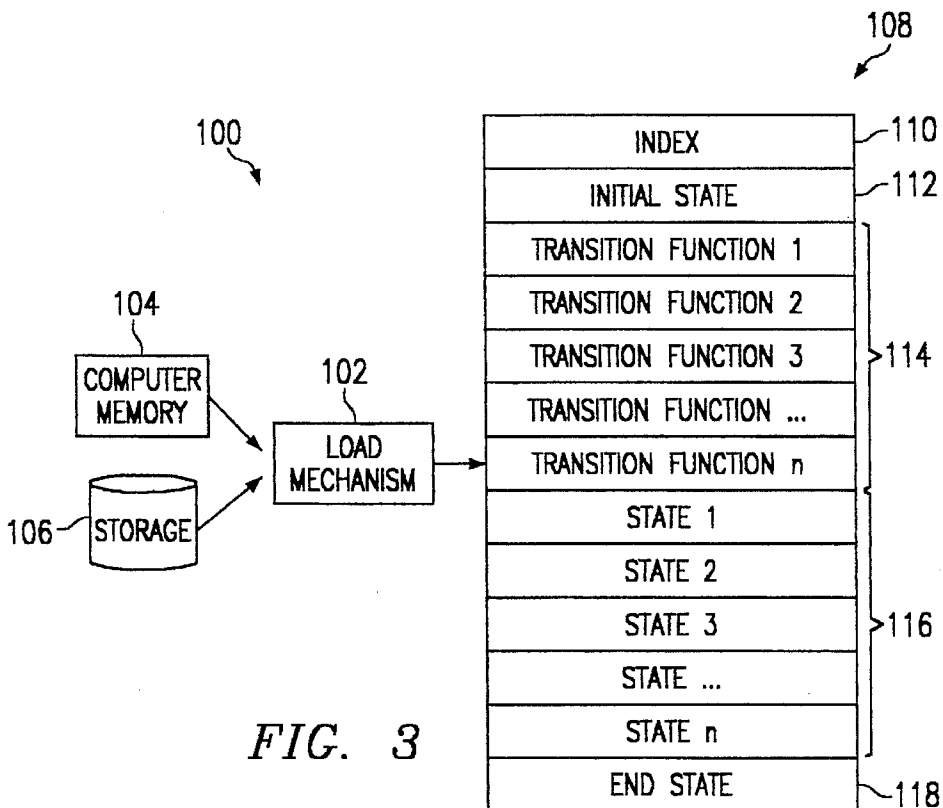 108
100
INDEX
110
INITIAL STATE
112
TRANSITION FUNCTION 1
TRANSITION FUNCTION 2
TRANSITION FUNCTION 3
TRANSITION FUNCTION ...
TRANSITION FUNCTION n
114
104
COMPUTER
MEMORY
102
LOAD
MECHANISM
106
STORAGE
STATE 1
STATE 2
STATE 3
STATE ...
STATE n
116
END STATE
118
FIG. 3